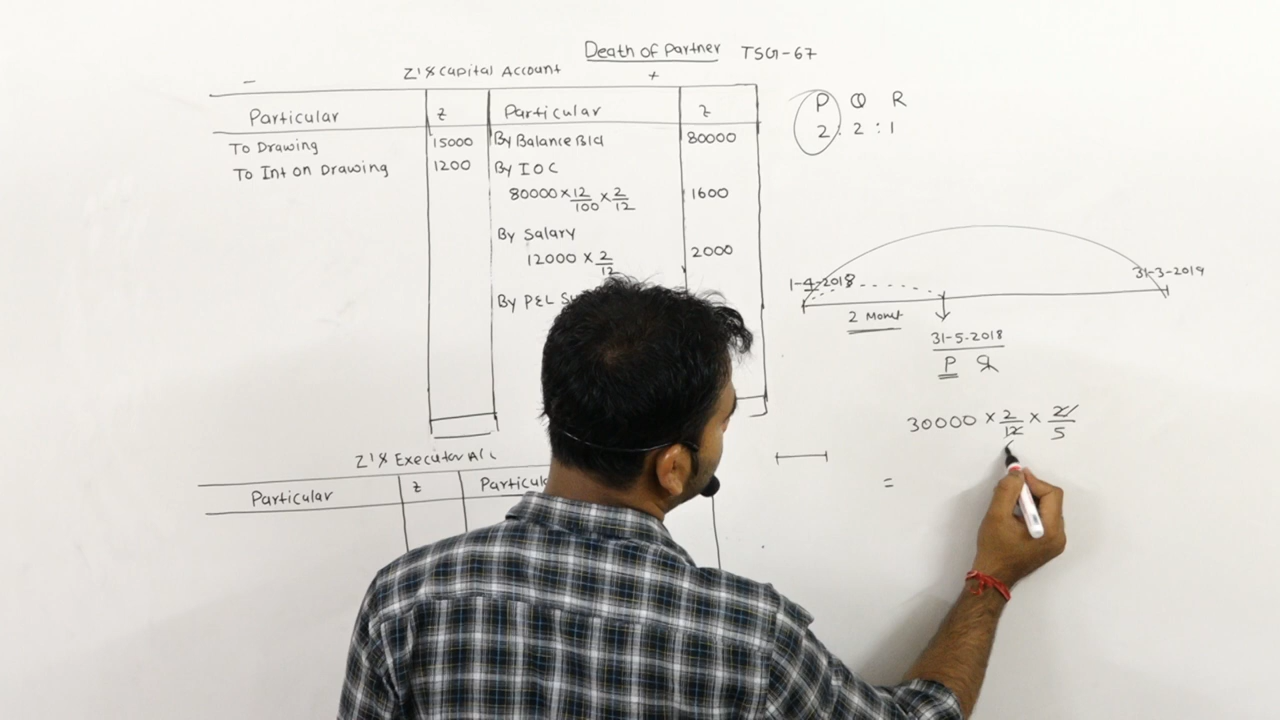 Death of Partner TSG-67
Z's Capital Account
- +
Particular Z Particular Z
To Drawing 15000 By Balance B/d 80000
To Int on Drawing 1200 By IOC
80000 × 12/100 × 2/12 1600
By Salary
12000 × 2/12 2000
By P&L
Z's Executor A/c
Particular Z
P Q R
2 : 2 : 1
1-4-2018 31-3-2019
2 Mont
31-5-2018
P
30000 × 2/12 × 2/5
=